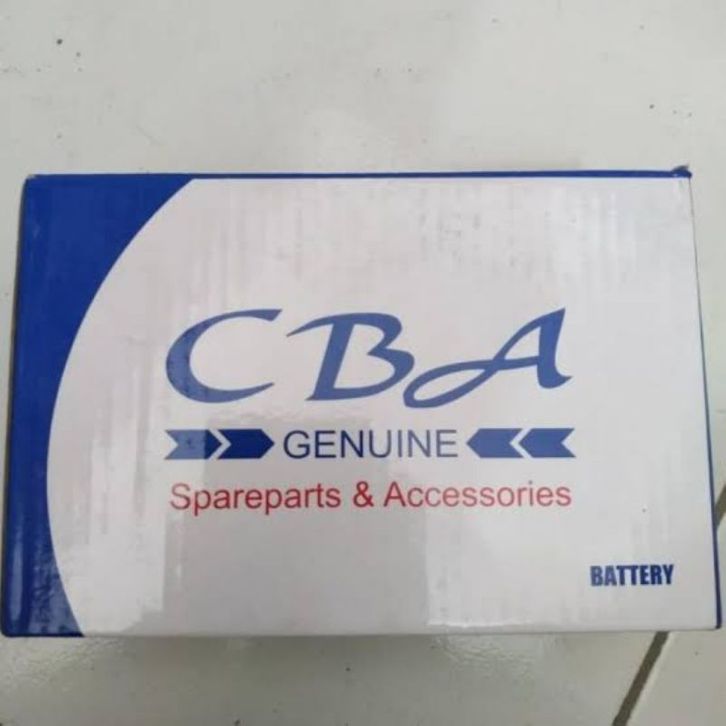 CBA
GENUINE
Spareparts & Accessories
BATTERY